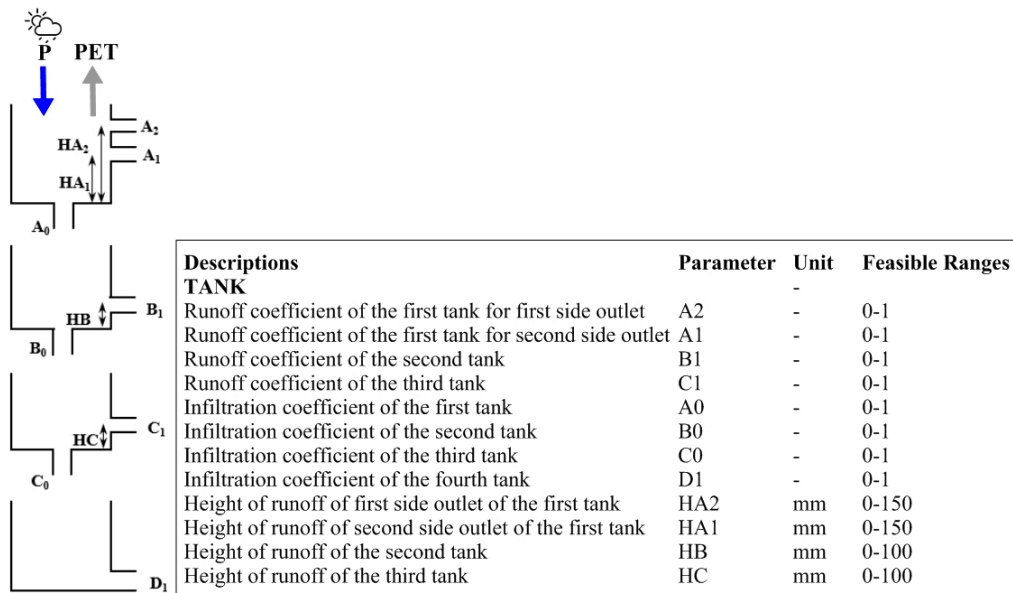 P PET
A2
HA2
A1
HA1
A0
B1
HB
B0
C1
HC
C0
D1
Descriptions Parameter Unit Feasible Ranges
TANK -
Runoff coefficient of the first tank for first side outlet A2 - 0-1
Runoff coefficient of the first tank for second side outlet A1 - 0-1
Runoff coefficient of the second tank B1 - 0-1
Runoff coefficient of the third tank C1 - 0-1
Infiltration coefficient of the first tank A0 - 0-1
Infiltration coefficient of the second tank B0 - 0-1
Infiltration coefficient of the third tank C0 - 0-1
Infiltration coefficient of the fourth tank D1 - 0-1
Height of runoff of first side outlet of the first tank HA2 mm 0-150
Height of runoff of second side outlet of the first tank HA1 mm 0-150
Height of runoff of the second tank HB mm 0-100
Height of runoff of the third tank HC mm 0-100